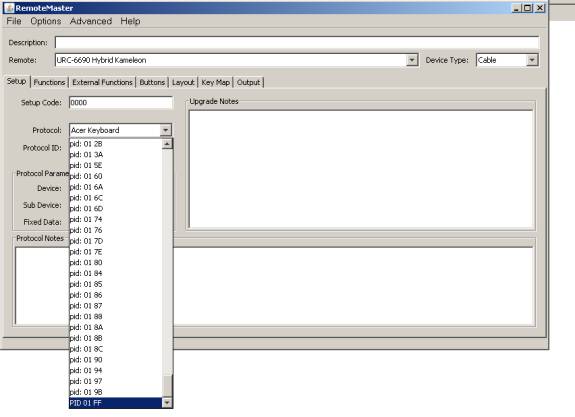 RemoteMaster
File Options Advanced Help
Description:
Remote: URC-6690 Hybrid Kameleon Device Type: Cable
Setup Functions External Functions Buttons Layout Key Map Output
Setup Code: 0000 Upgrade Notes
Protocol: Acer Keyboard
Protocol ID:
Protocol Parame
Device:
Sub Device:
Fixed Data:
Protocol Notes
pid: 01 2B
pid: 01 3A
pid: 01 5E
pid: 01 60
pid: 01 6A
pid: 01 6C
pid: 01 6D
pid: 01 74
pid: 01 76
pid: 01 7D
pid: 01 7E
pid: 01 80
pid: 01 84
pid: 01 85
pid: 01 86
pid: 01 87
pid: 01 88
pid: 01 8A
pid: 01 8B
pid: 01 8C
pid: 01 90
pid: 01 94
pid: 01 97
pid: 01 9B
PID 01 FF